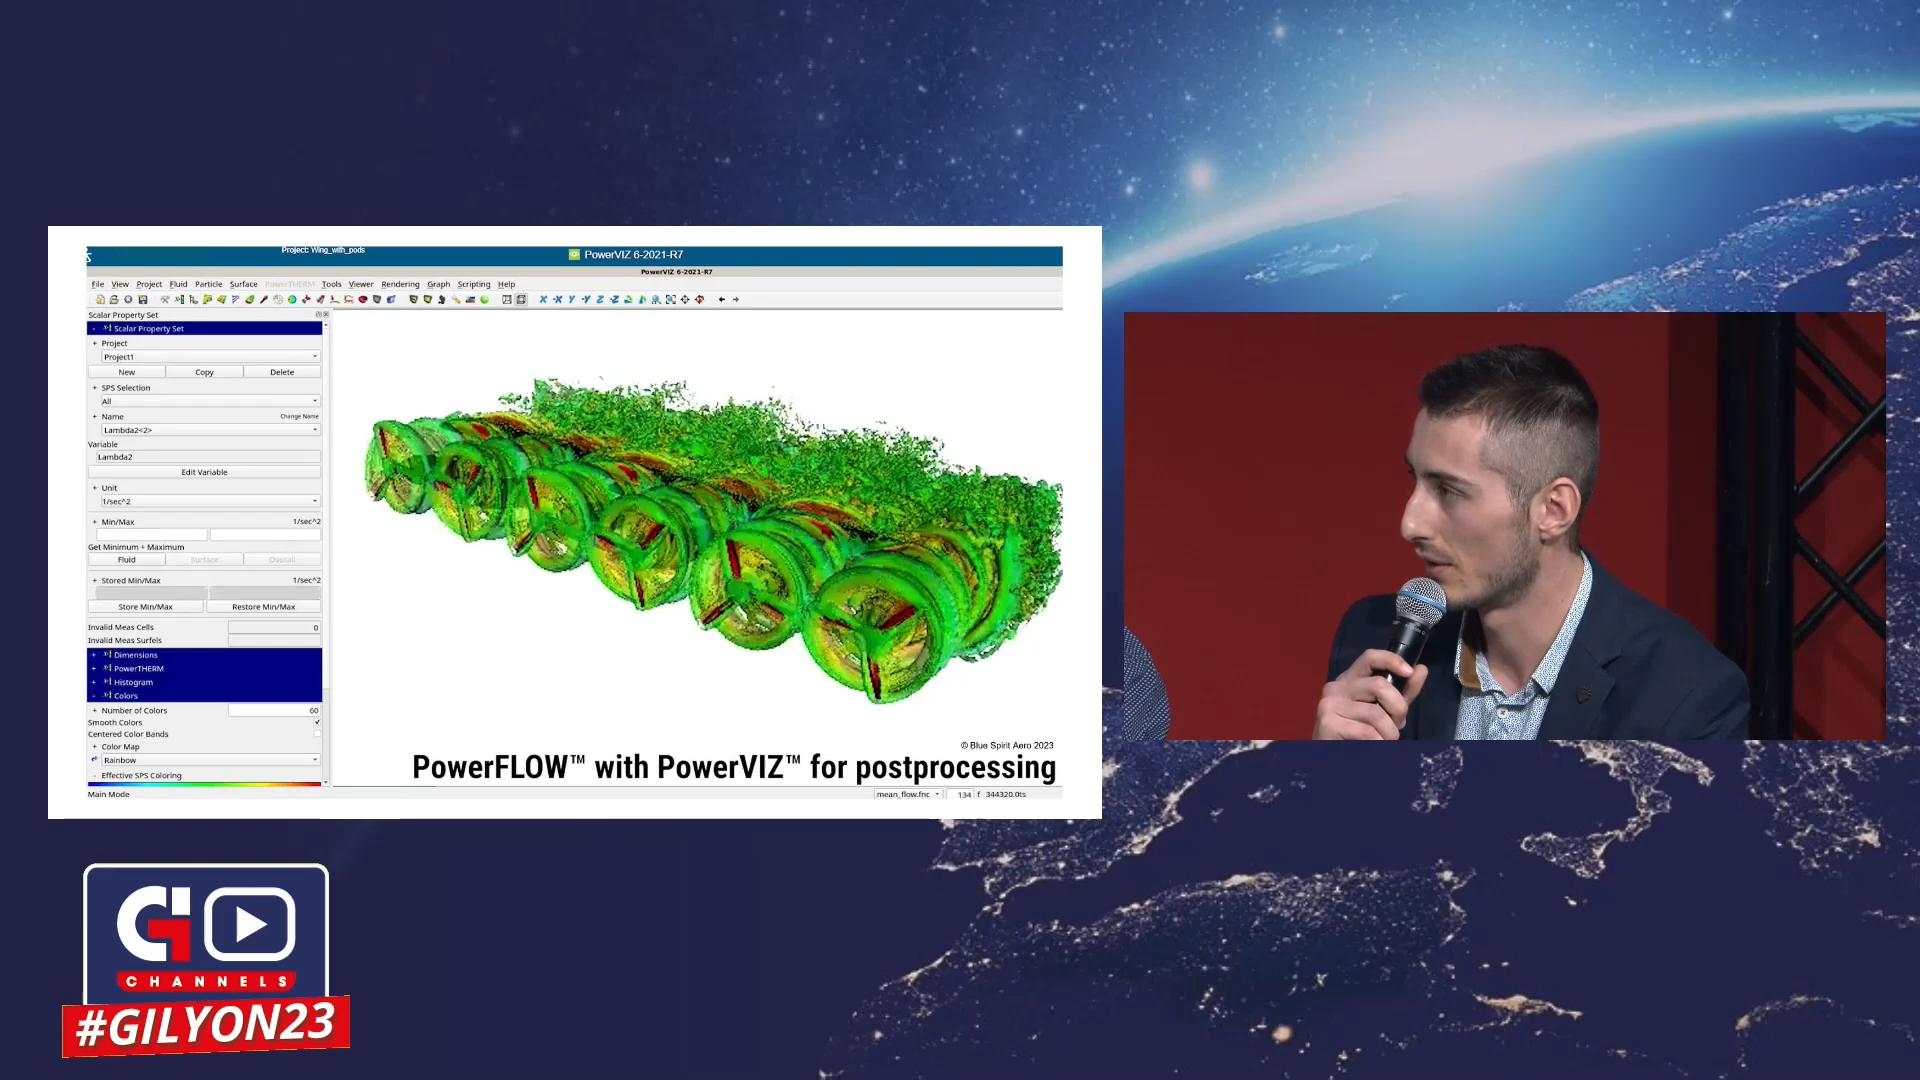 Project: Wing_with_pods
PowerVIZ 6-2021-R7
PowerVIZ 6-2021-R7
File View Project Fluid Particle Surface PowerTHERM Tools Viewer Rendering Graph Scripting Help
Scalar Property Set
- Scalar Property Set
+ Project
Project1
New Copy Delete
+ SPS Selection
All
+ Name Change Name
Lambda2<2>
Variable
Lambda2
Edit Variable
+ Unit
1/sec^2
+ Min/Max 1/sec^2
Get Minimum + Maximum
Fluid Surface Overall
+ Stored Min/Max 1/sec^2
Store Min/Max Restore Min/Max
Invalid Meas Cells 0
Invalid Meas Surfels
+ Dimensions
+ PowerTHERM
+ Histogram
- Colors
+ Number of Colors 60
Smooth Colors
Centered Color Bands
+ Color Map
Rainbow
- Effective SPS Coloring
Main Mode
X -X Y -Y Z -Z
© Blue Spirit Aero 2023
PowerFLOW™ with PowerVIZ™ for postprocessing
mean_flow.fnc 134 f 344320.0ts
GI
CHANNELS
#GILYON23